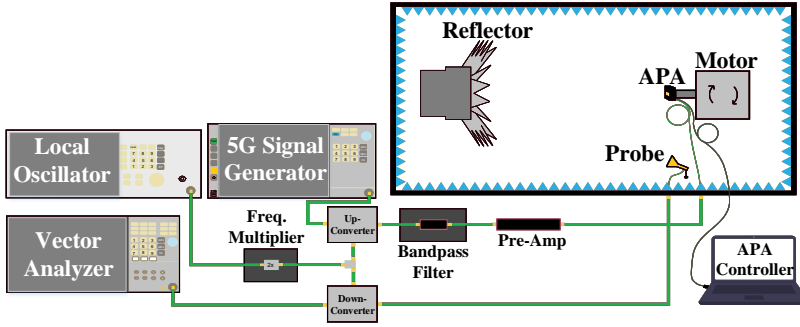 Reflector
Motor
APA
Probe
Local
Oscillator
5G Signal
Generator
Vector
Analyzer
Freq.
Multiplier
2x
Up-
Converter
Down-
Converter
Bandpass
Filter
Pre-Amp
APA
Controller